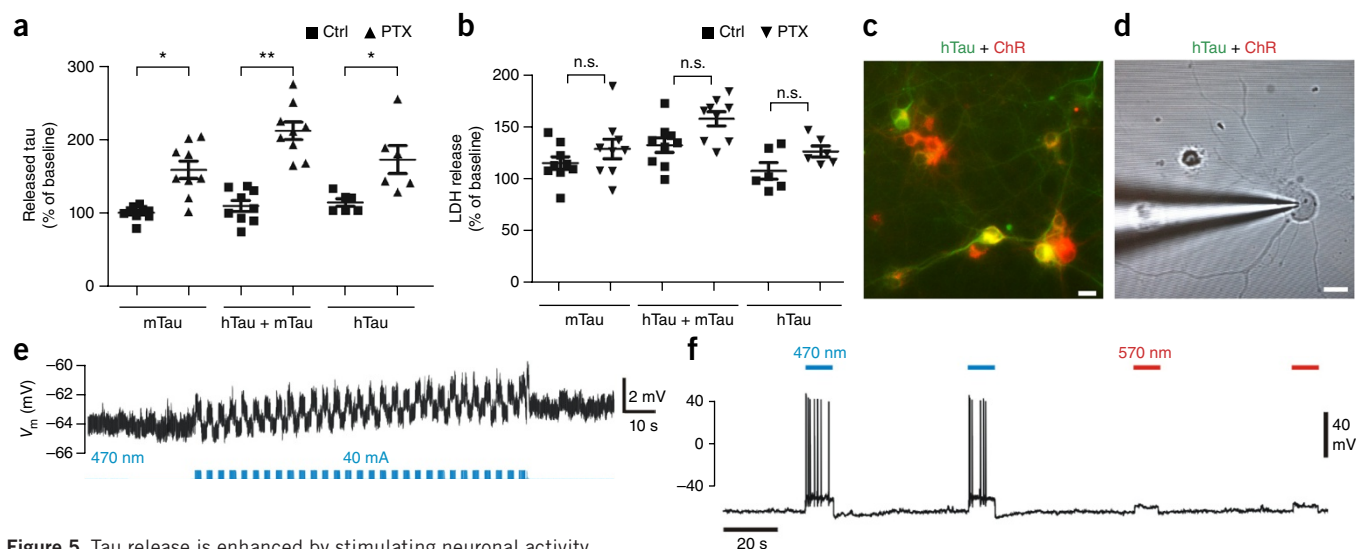 a
■ Ctrl ▲ PTX
Released tau
(% of baseline)
300
200
100
0
*
**
*
mTau
hTau + mTau
hTau
b
■ Ctrl ▼ PTX
LDH release
(% of baseline)
200
150
100
50
0
n.s.
n.s.
n.s.
mTau
hTau + mTau
hTau
c
hTau + ChR
d
hTau + ChR
e
Vm (mV)
–60
–62
–64
–66
2 mV
10 s
470 nm
40 mA
f
470 nm
570 nm
40
0
–40
40
mV
20 s
Figure 5 Tau release is enhanced by stimulating neuronal activity